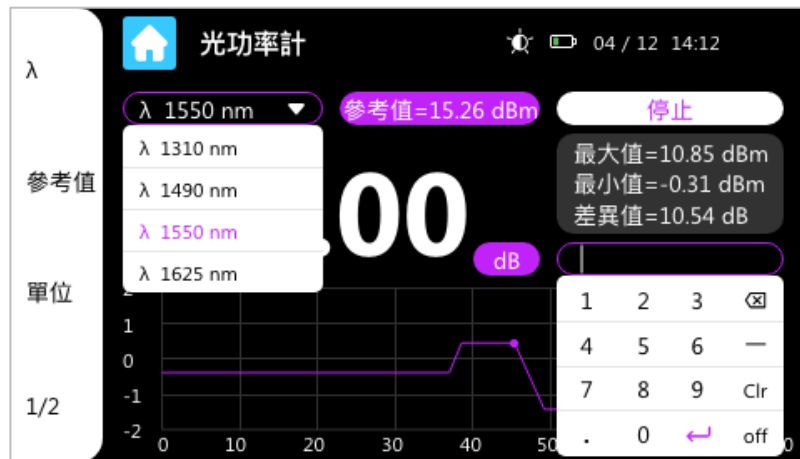 λ
參考值
單位
1/2
光功率計
04 / 12 14:12
λ 1550 nm
參考值=15.26 dBm
停止
λ 1310 nm
λ 1490 nm
λ 1550 nm
λ 1625 nm
.00
dB
最大值=10.85 dBm
最小值=-0.31 dBm
差異值=10.54 dB
1 2 3
4 5 6 —
7 8 9 Clr
. 0 off
2
1
0
-1
-2
0 10 20 30 40 50